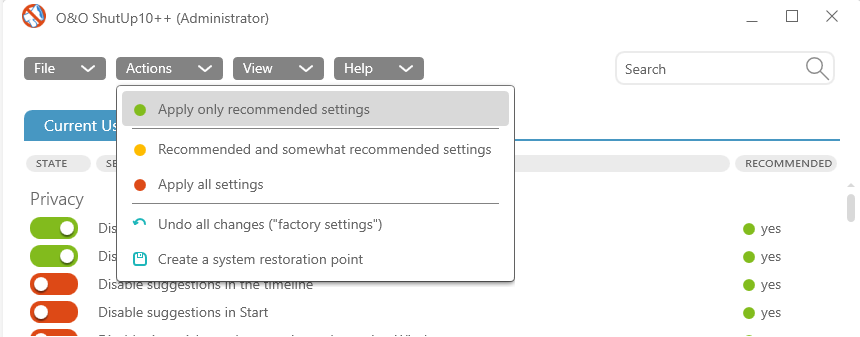 O&O ShutUp10++ (Administrator)
File Actions View Help Search
Apply only recommended settings
Current Us
Recommended and somewhat recommended settings
STATE SE RECOMMENDED
Apply all settings
Privacy
Undo all changes ("factory settings")
Dis yes
Create a system restoration point
Dis yes
Disable suggestions in the timeline yes
Disable suggestions in Start yes